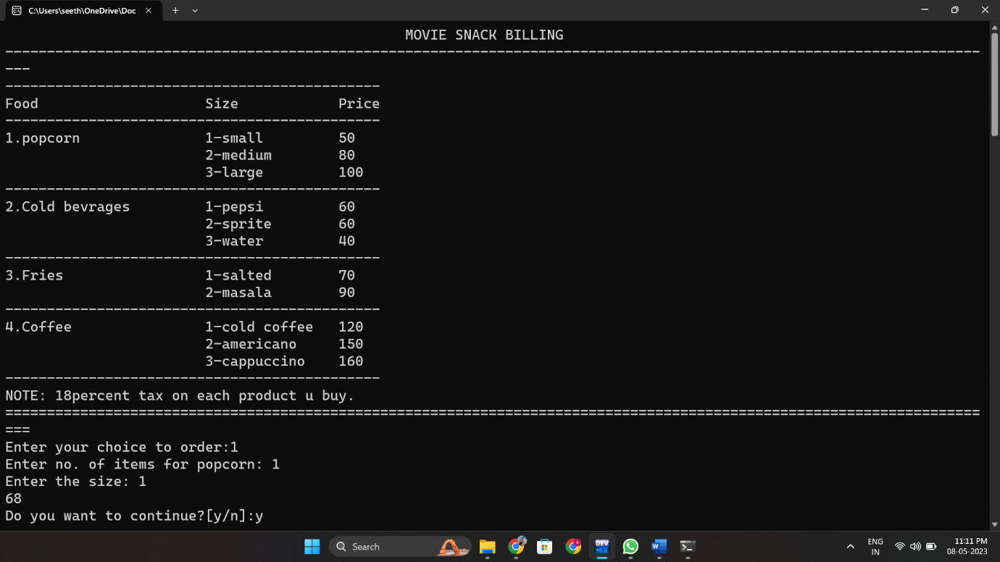 C:\Users\seeth\OneDrive\Doc
MOVIE SNACK BILLING
---------------------------------------------------------------------------------------------------------------------
---
---------------------------------------------
Food Size Price
---------------------------------------------
1.popcorn 1-small 50
2-medium 80
3-large 100
---------------------------------------------
2.Cold bevrages 1-pepsi 60
2-sprite 60
3-water 40
---------------------------------------------
3.Fries 1-salted 70
2-masala 90
---------------------------------------------
4.Coffee 1-cold coffee 120
2-americano 150
3-cappuccino 160
---------------------------------------------
NOTE: 18percent tax on each product u buy.
=====================================================================================================================
===
Enter your choice to order:1
Enter no. of items for popcorn: 1
Enter the size: 1
68
Do you want to continue?[y/n]:y
Search
DEV
ENG
IN
11:11 PM
08-05-2023